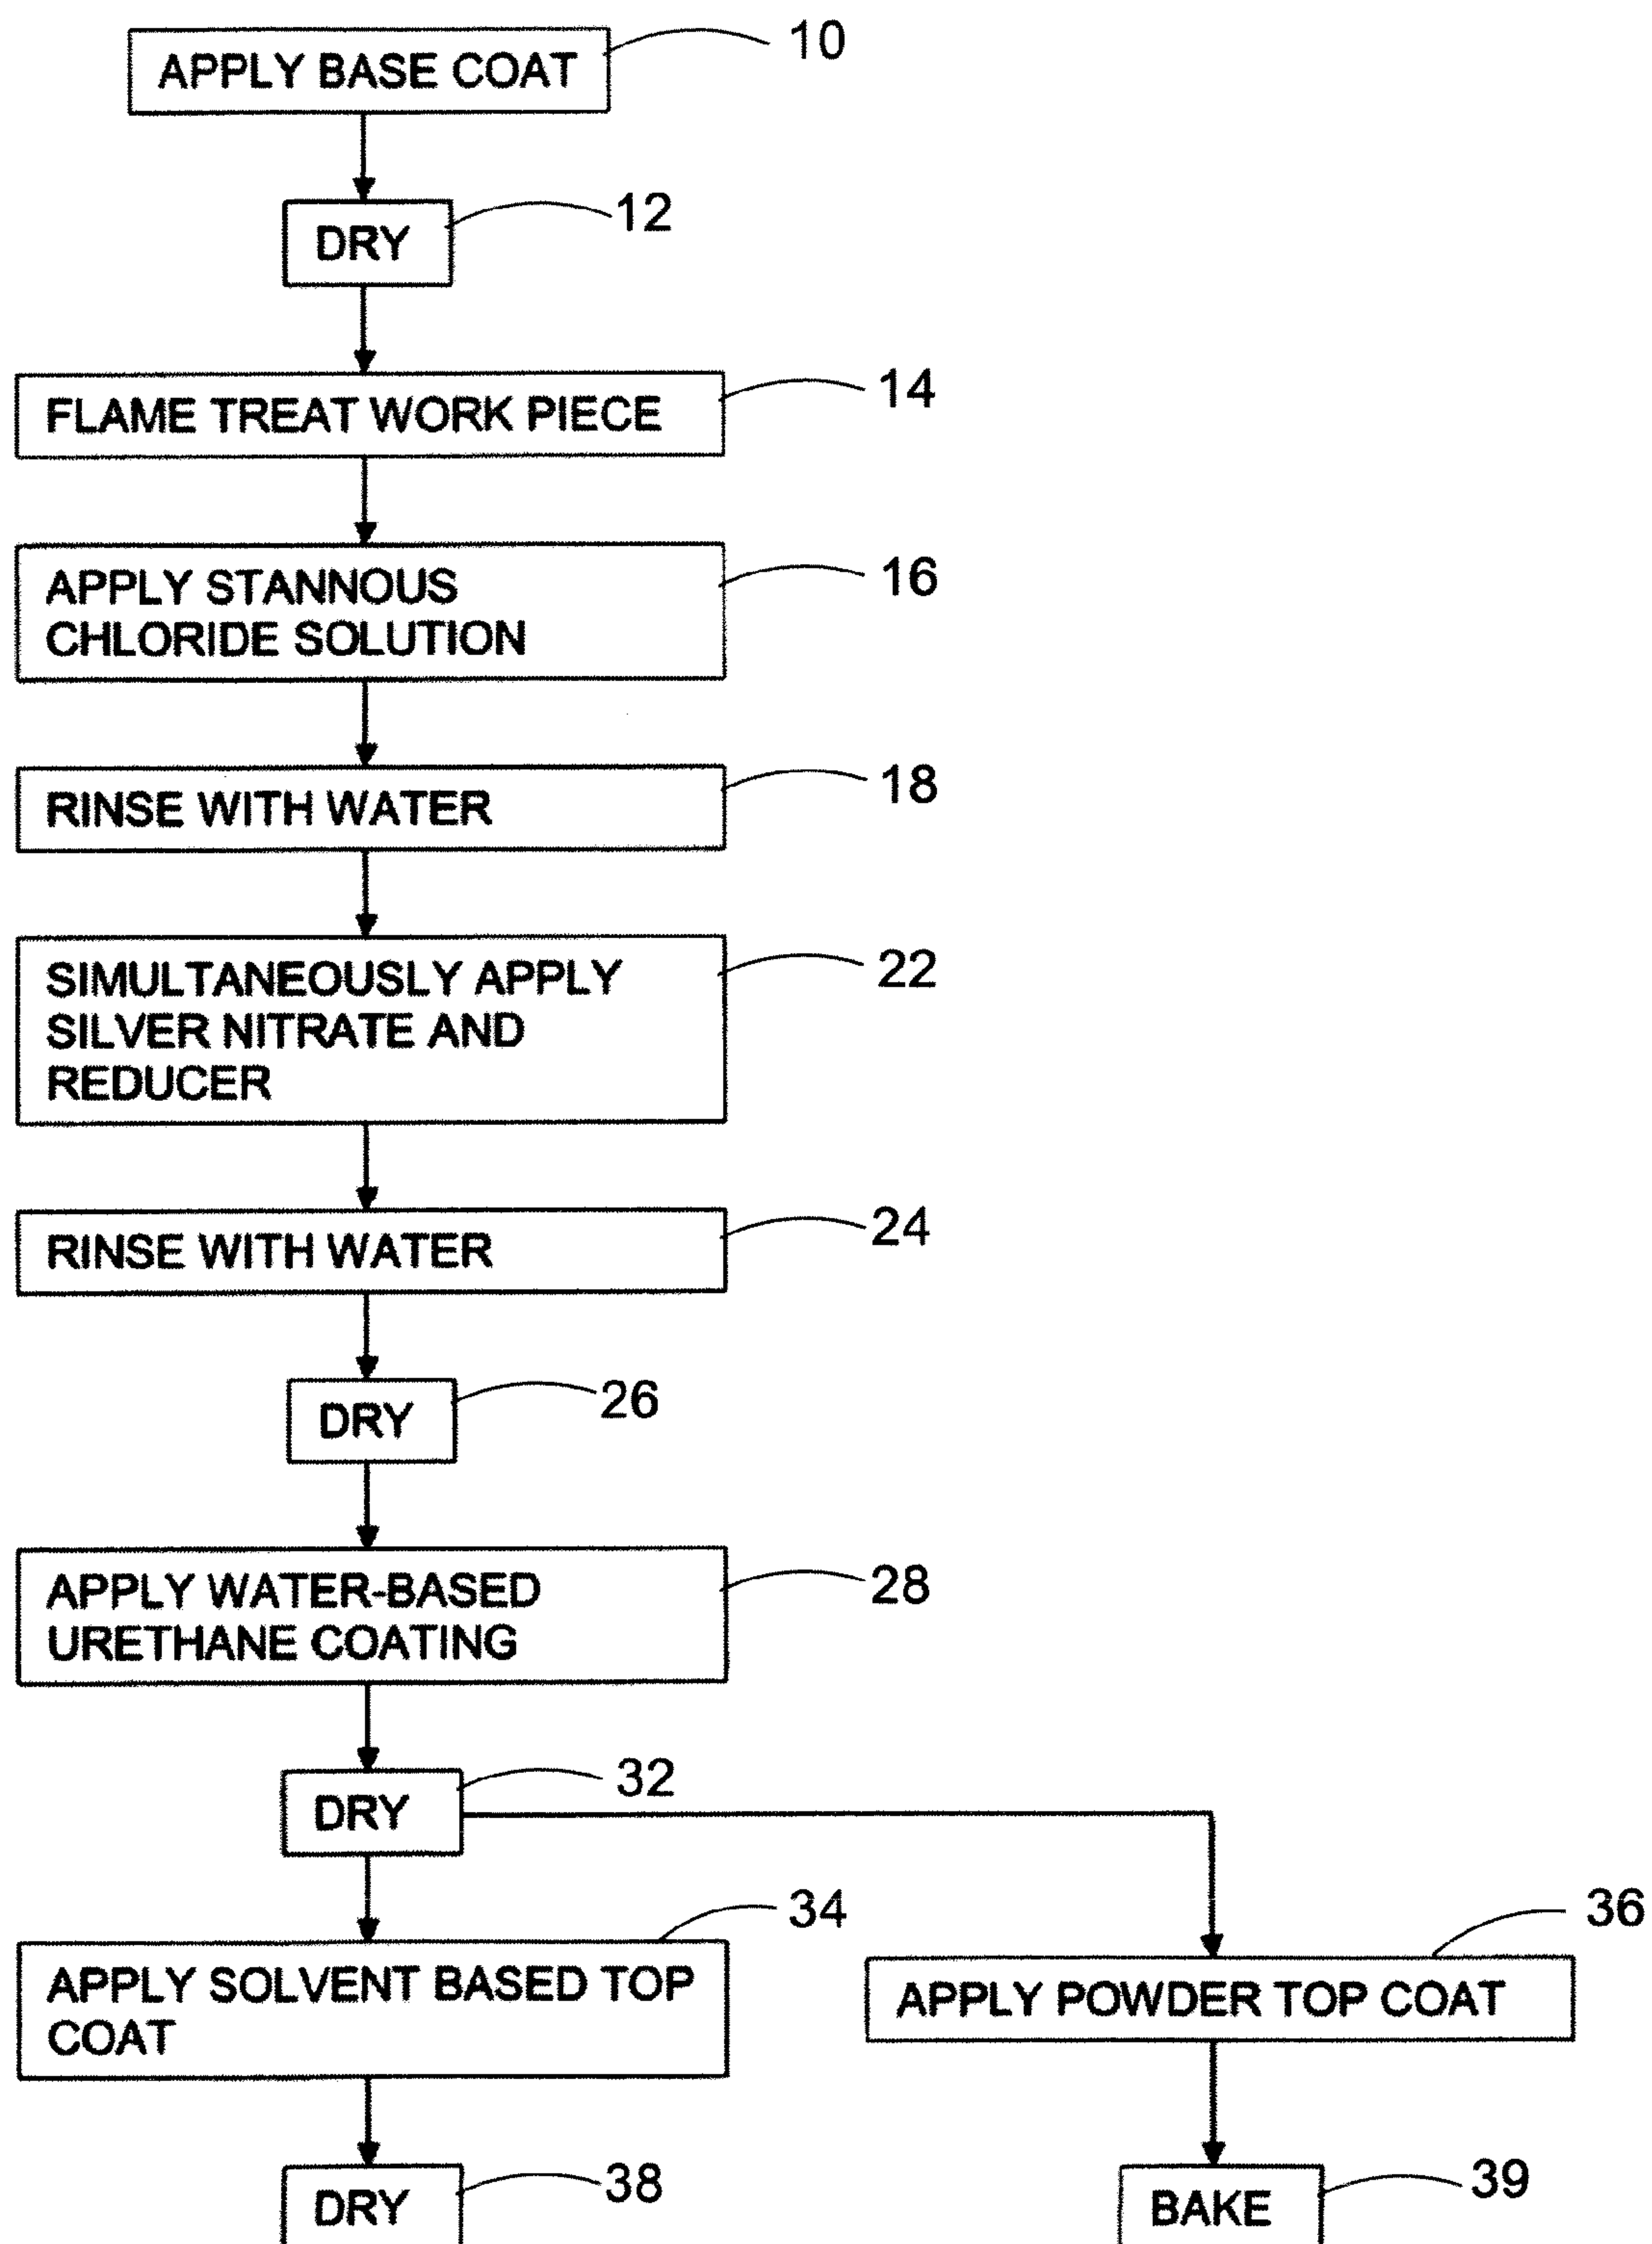 APPLY BASE COAT
10
DRY
12
FLAME TREAT WORK PIECE
14
APPLY STANNOUS
CHLORIDE SOLUTION
16
RINSE WITH WATER
18
SIMULTANEOUSLY APPLY
SILVER NITRATE AND
REDUCER
22
RINSE WITH WATER
24
DRY
26
APPLY WATER-BASED
URETHANE COATING
28
DRY
32
APPLY SOLVENT BASED TOP
COAT
34
APPLY POWDER TOP COAT
36
DRY
38
BAKE
39